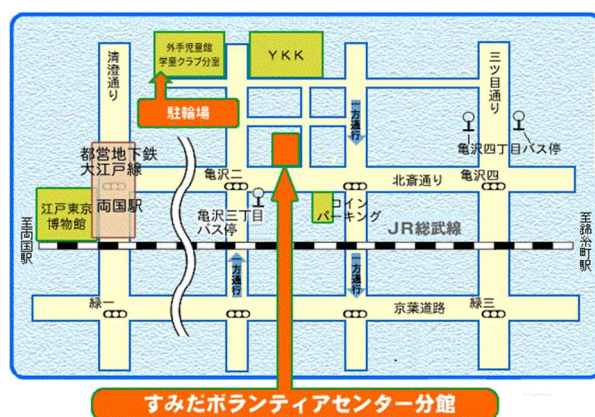 外手児童館
学童クラブ分室
YKK
清澄通り
三ツ目通り
駐輪場
一方通行
都営地下鉄
大江戸線
両国駅
亀沢四丁目バス停
亀沢二
北斎通り
亀沢四
江戸東京
博物館
亀沢三丁目
バス停
コイン
パーキング
JR総武線
至両国駅
至錦糸町駅
一方通行
一方通行
緑一
京葉道路
緑三
すみだボランティアセンター分館